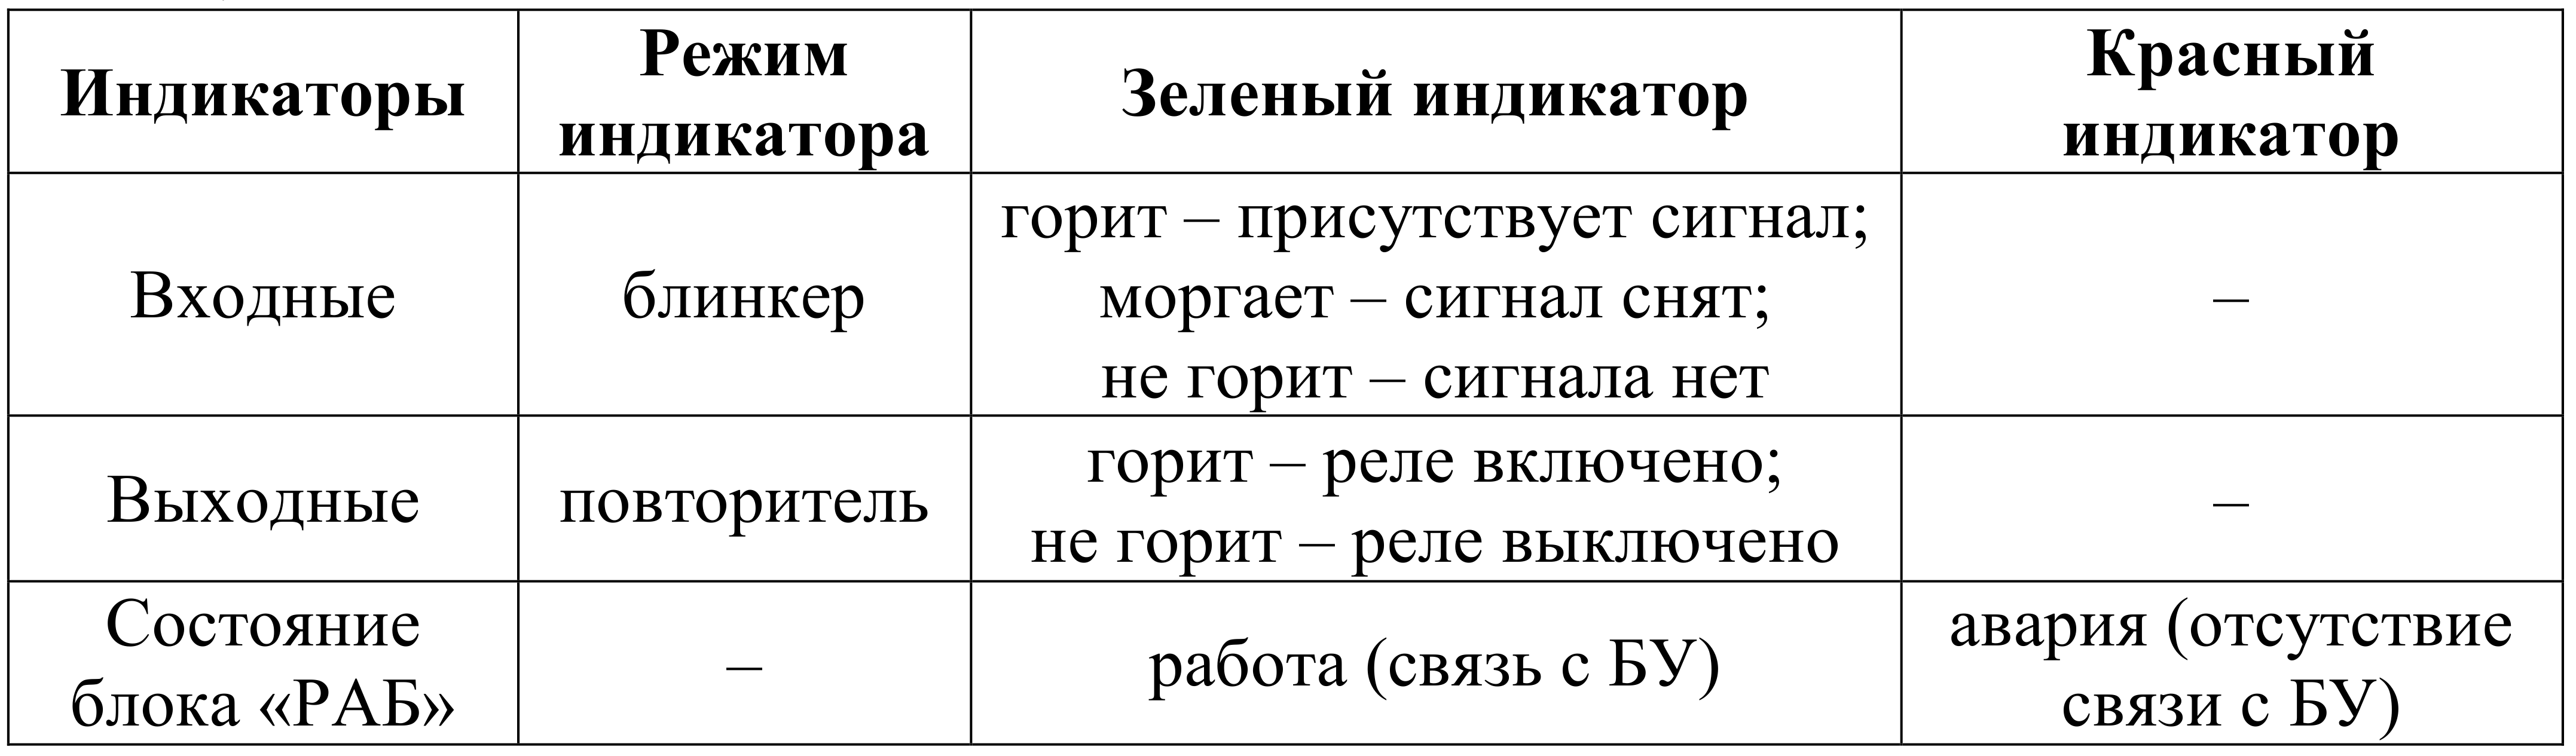 Индикаторы
Режим
индикатора
Зеленый индикатор
Красный
индикатор
Входные
блинкер
горит – присутствует сигнал;
моргает – сигнал снят;
не горит – сигнала нет
–
Выходные
повторитель
горит – реле включено;
не горит – реле выключено
–
Состояние
блока «РАБ»
–
работа (связь с БУ)
авария (отсутствие
связи с БУ)